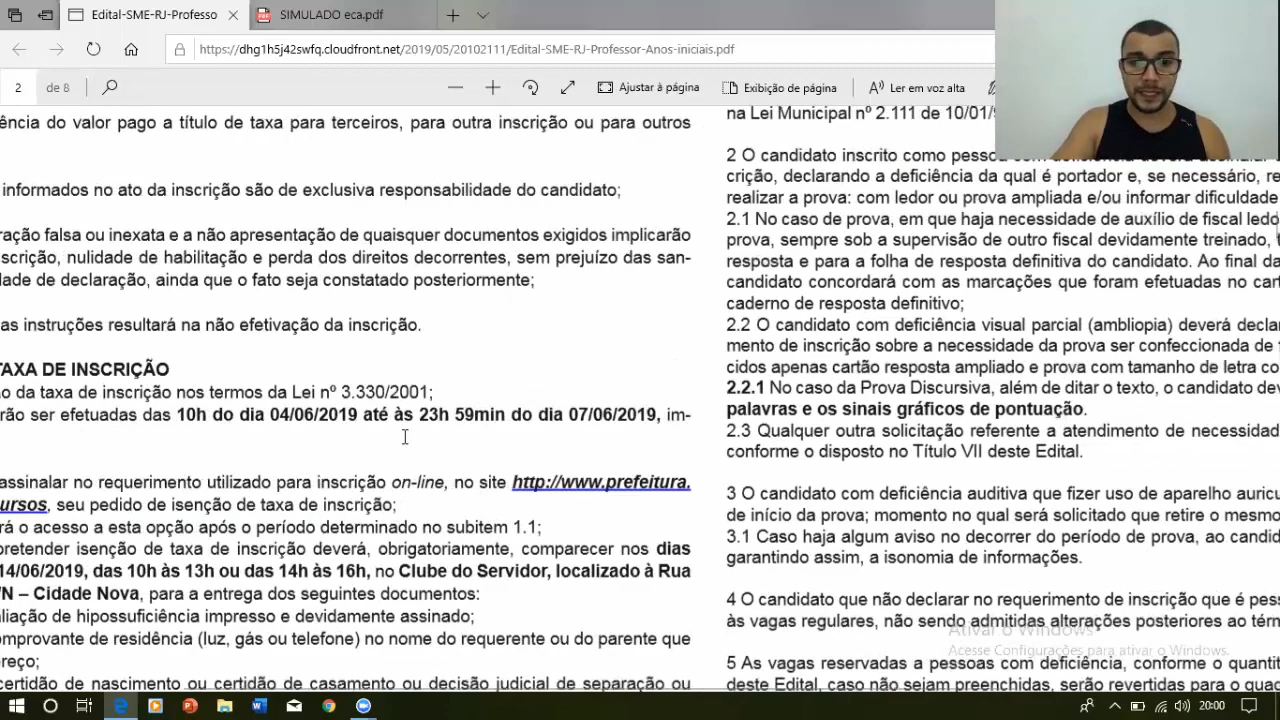 Edital-SME-RJ-Professo
SIMULADO eca.pdf
https://dhg1h5j42swfq.cloudfront.net/2019/05/20102111/Edital-SME-RJ-Professor-Anos-iniciais.pdf
2 de 8
Ajustar à página
Exibição de página
Ler em voz alta
ência do valor pago a título de taxa para terceiros, para outra inscrição ou para outros
informados no ato da inscrição são de exclusiva responsabilidade do candidato;
ração falsa ou inexata e a não apresentação de quaisquer documentos exigidos implicarão
scrição, nulidade de habilitação e perda dos direitos decorrentes, sem prejuízo das san-
dade de declaração, ainda que o fato seja constatado posteriormente;
as instruções resultará na não efetivação da inscrição.
TAXA DE INSCRIÇÃO
o da taxa de inscrição nos termos da Lei nº 3.330/2001;
rão ser efetuadas das 10h do dia 04/06/2019 até às 23h 59min do dia 07/06/2019, im-
assinalar no requerimento utilizado para inscrição on-line, no site http://www.prefeitura.
ursos, seu pedido de isenção de taxa de inscrição;
rá o acesso a esta opção após o período determinado no subitem 1.1;
pretender isenção de taxa de inscrição deverá, obrigatoriamente, comparecer nos dias
14/06/2019, das 10h às 13h ou das 14h às 16h, no Clube do Servidor, localizado à Rua
/N – Cidade Nova, para a entrega dos seguintes documentos:
aliação de hipossuficiência impresso e devidamente assinado;
omprovante de residência (luz, gás ou telefone) no nome do requerente ou do parente que
ereço;
certidão de nascimento ou certidão de casamento ou decisão judicial de separação ou
na Lei Municipal nº 2.111 de 10/01/
2 O candidato inscrito como pessoa
crição, declarando a deficiência da qual é portador e, se necessário, re
realizar a prova: com ledor ou prova ampliada e/ou informar dificuldade
2.1 No caso de prova, em que haja necessidade de auxílio de fiscal ledo
prova, sempre sob a supervisão de outro fiscal devidamente treinado, t
resposta e para a folha de resposta definitiva do candidato. Ao final da
candidato concordará com as marcações que foram efetuadas no cart
caderno de resposta definitivo;
2.2 O candidato com deficiência visual parcial (ambliopia) deverá declar
mento de inscrição sobre a necessidade da prova ser confeccionada de f
cidos apenas cartão resposta ampliado e prova com tamanho de letra co
2.2.1 No caso da Prova Discursiva, além de ditar o texto, o candidato dev
palavras e os sinais gráficos de pontuação.
2.3 Qualquer outra solicitação referente a atendimento de necessidad
conforme o disposto no Título VII deste Edital.
3 O candidato com deficiência auditiva que fizer uso de aparelho auricu
de início da prova; momento no qual será solicitado que retire o mesmo
3.1 Caso haja algum aviso no decorrer do período de prova, ao candid
garantindo assim, a isonomia de informações.
4 O candidato que não declarar no requerimento de inscrição que é pess
às vagas regulares, não sendo admitidas alterações posteriores ao térm
Ativar o Windows
Acesse Configurações para ativar o Windows.
5 As vagas reservadas a pessoas com deficiência, conforme o quantit
deste Edital, caso não sejam preenchidas, serão revertidas para o quad
20:00